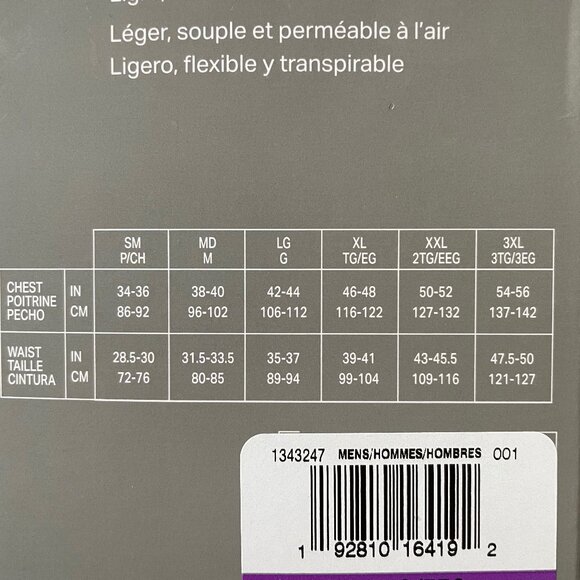 Léger, souple et perméable à l'air
Ligero, flexible y transpirable
SM MD LG XL XXL 3XL
P/CH M G TG/EG 2TG/EEG 3TG/3EG
CHEST
POITRINE
PECHO
IN 34-36 38-40 42-44 46-48 50-52 54-56
CM 86-92 96-102 106-112 116-122 127-132 137-142
WAIST
TAILLE
CINTURA
IN 28.5-30 31.5-33.5 35-37 39-41 43-45.5 47.5-50
CM 72-76 80-85 89-94 99-104 109-116 121-127
1343247 MENS/HOMMES/HOMBRES 001
1 92810 16419 2